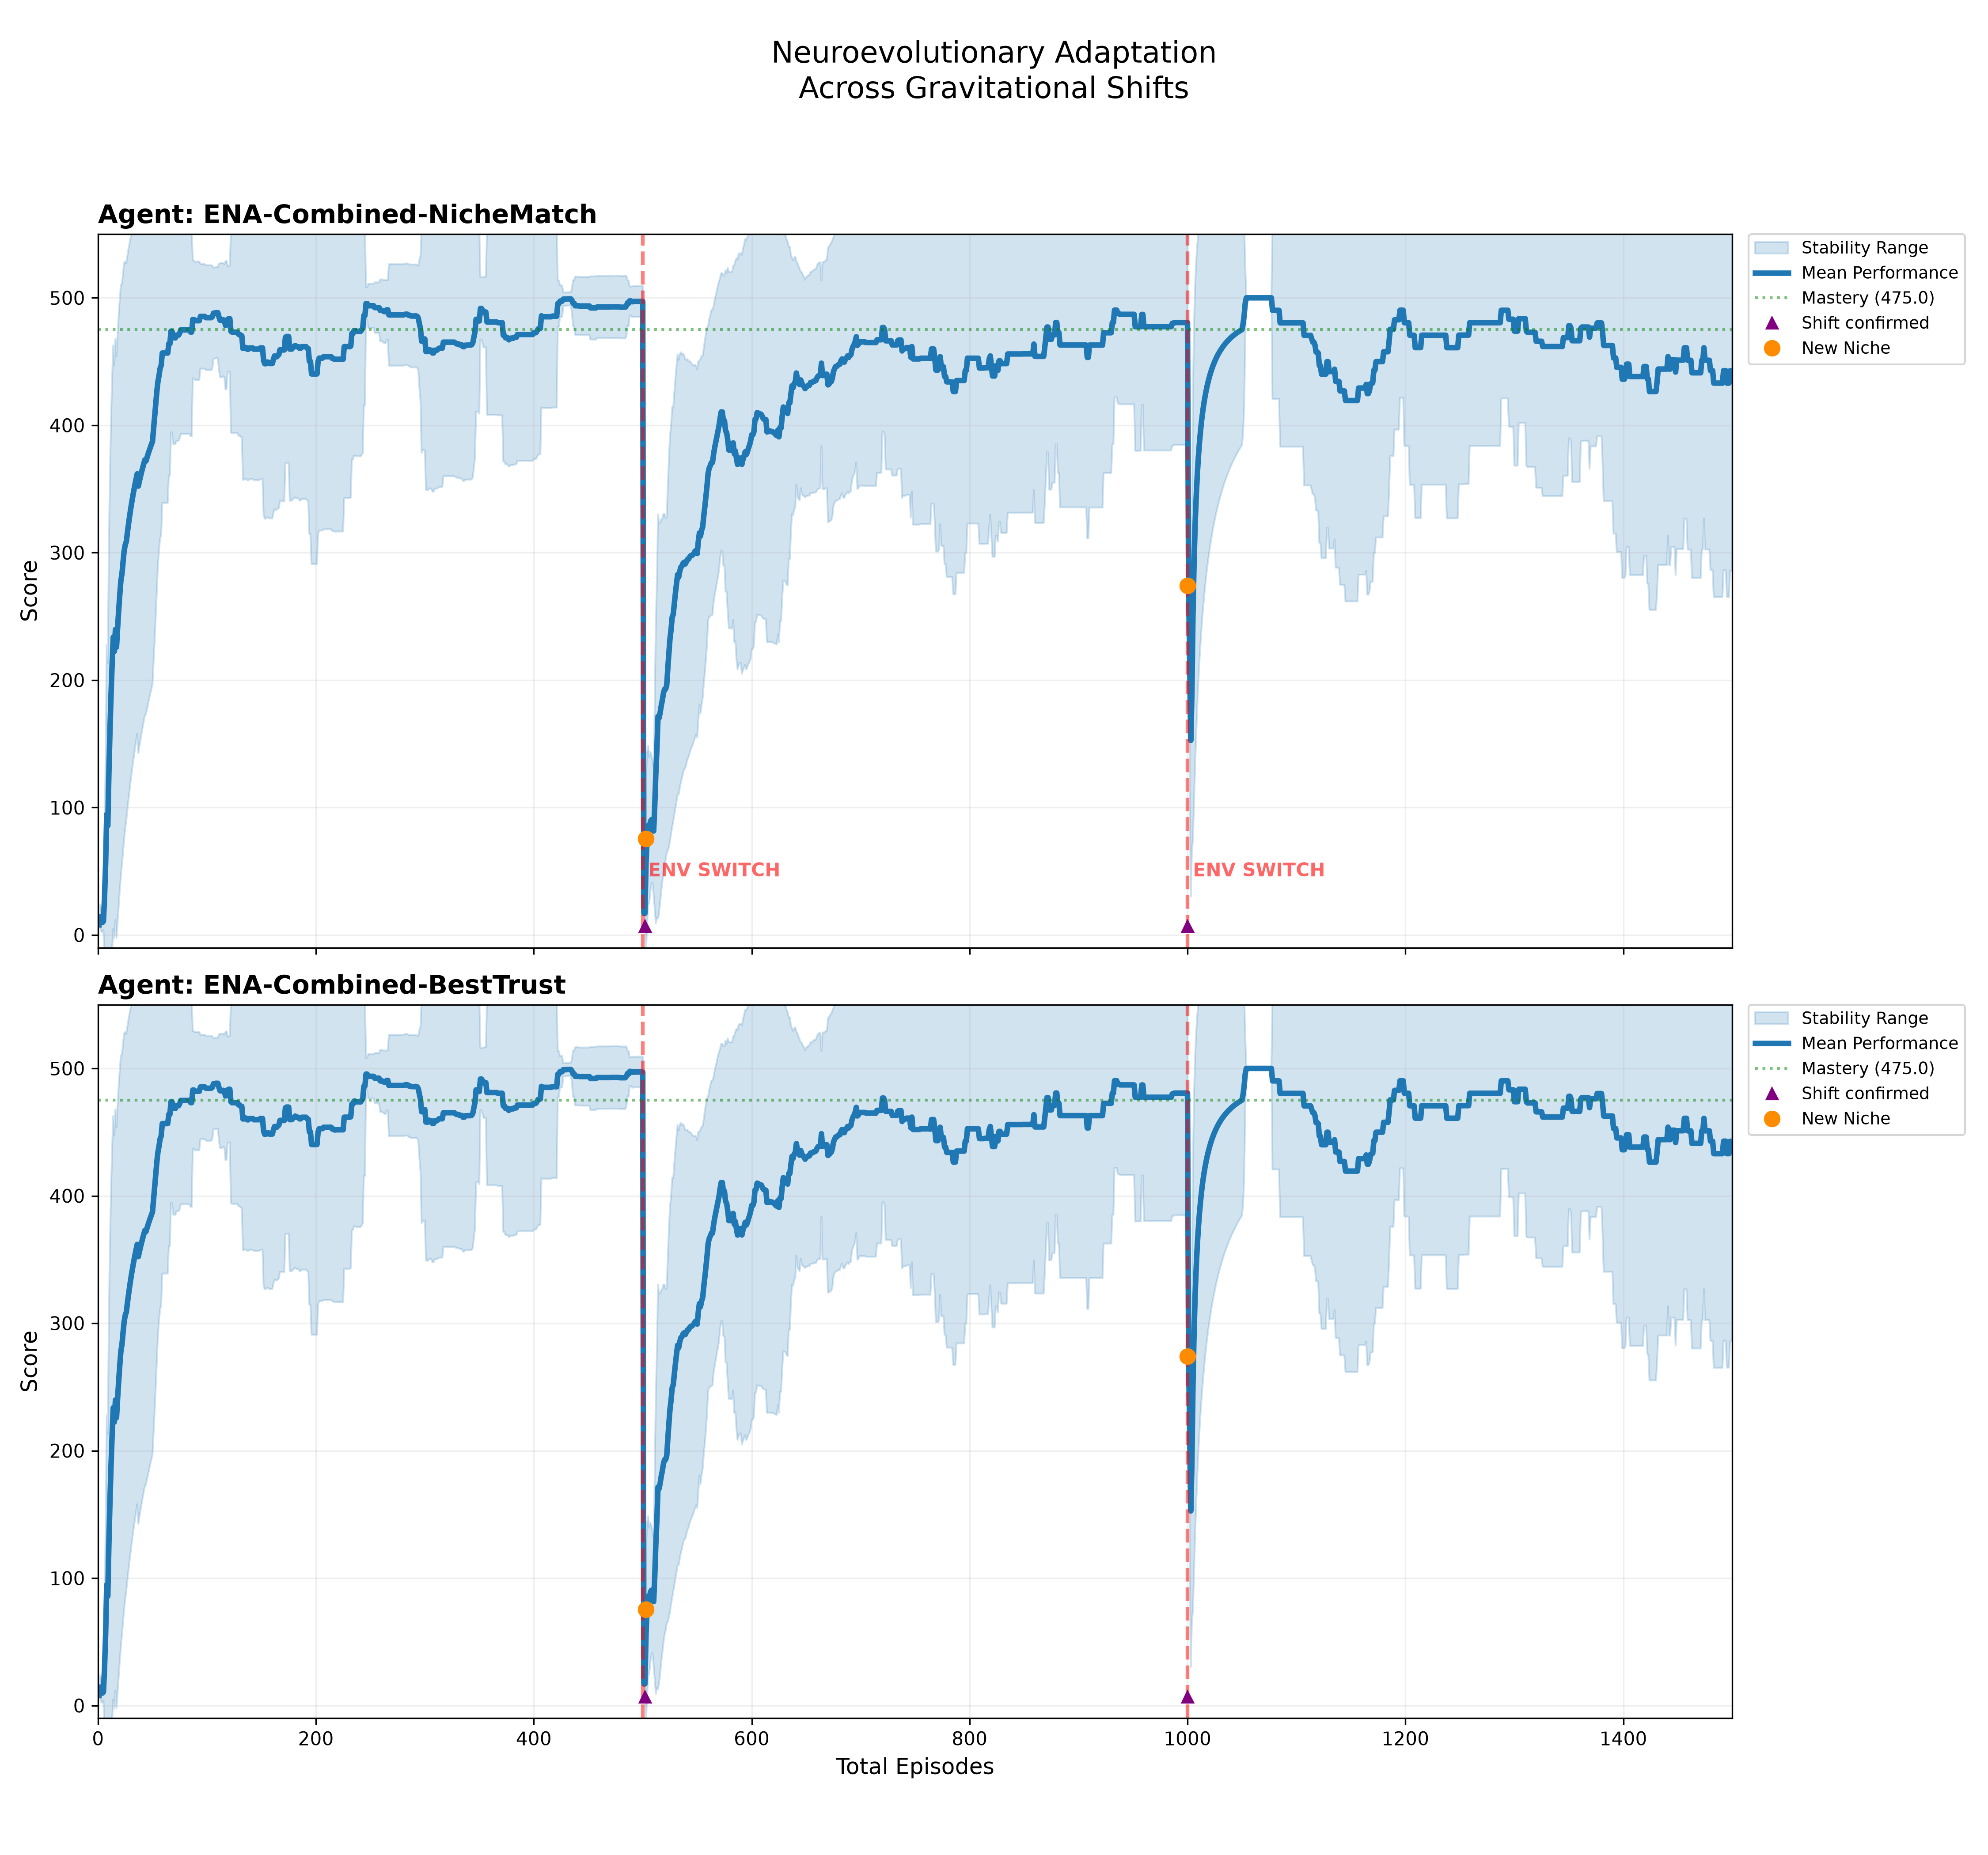 Neuroevolutionary Adaptation
Across Gravitational Shifts
Agent: ENA-Combined-NicheMatch
Score
500
400
300
200
100
0
ENV SWITCH
ENV SWITCH
Stability Range
Mean Performance
Mastery (475.0)
Shift confirmed
New Niche
Agent: ENA-Combined-BestTrust
Score
500
400
300
200
100
0
Stability Range
Mean Performance
Mastery (475.0)
Shift confirmed
New Niche
0 200 400 600 800 1000 1200 1400
Total Episodes